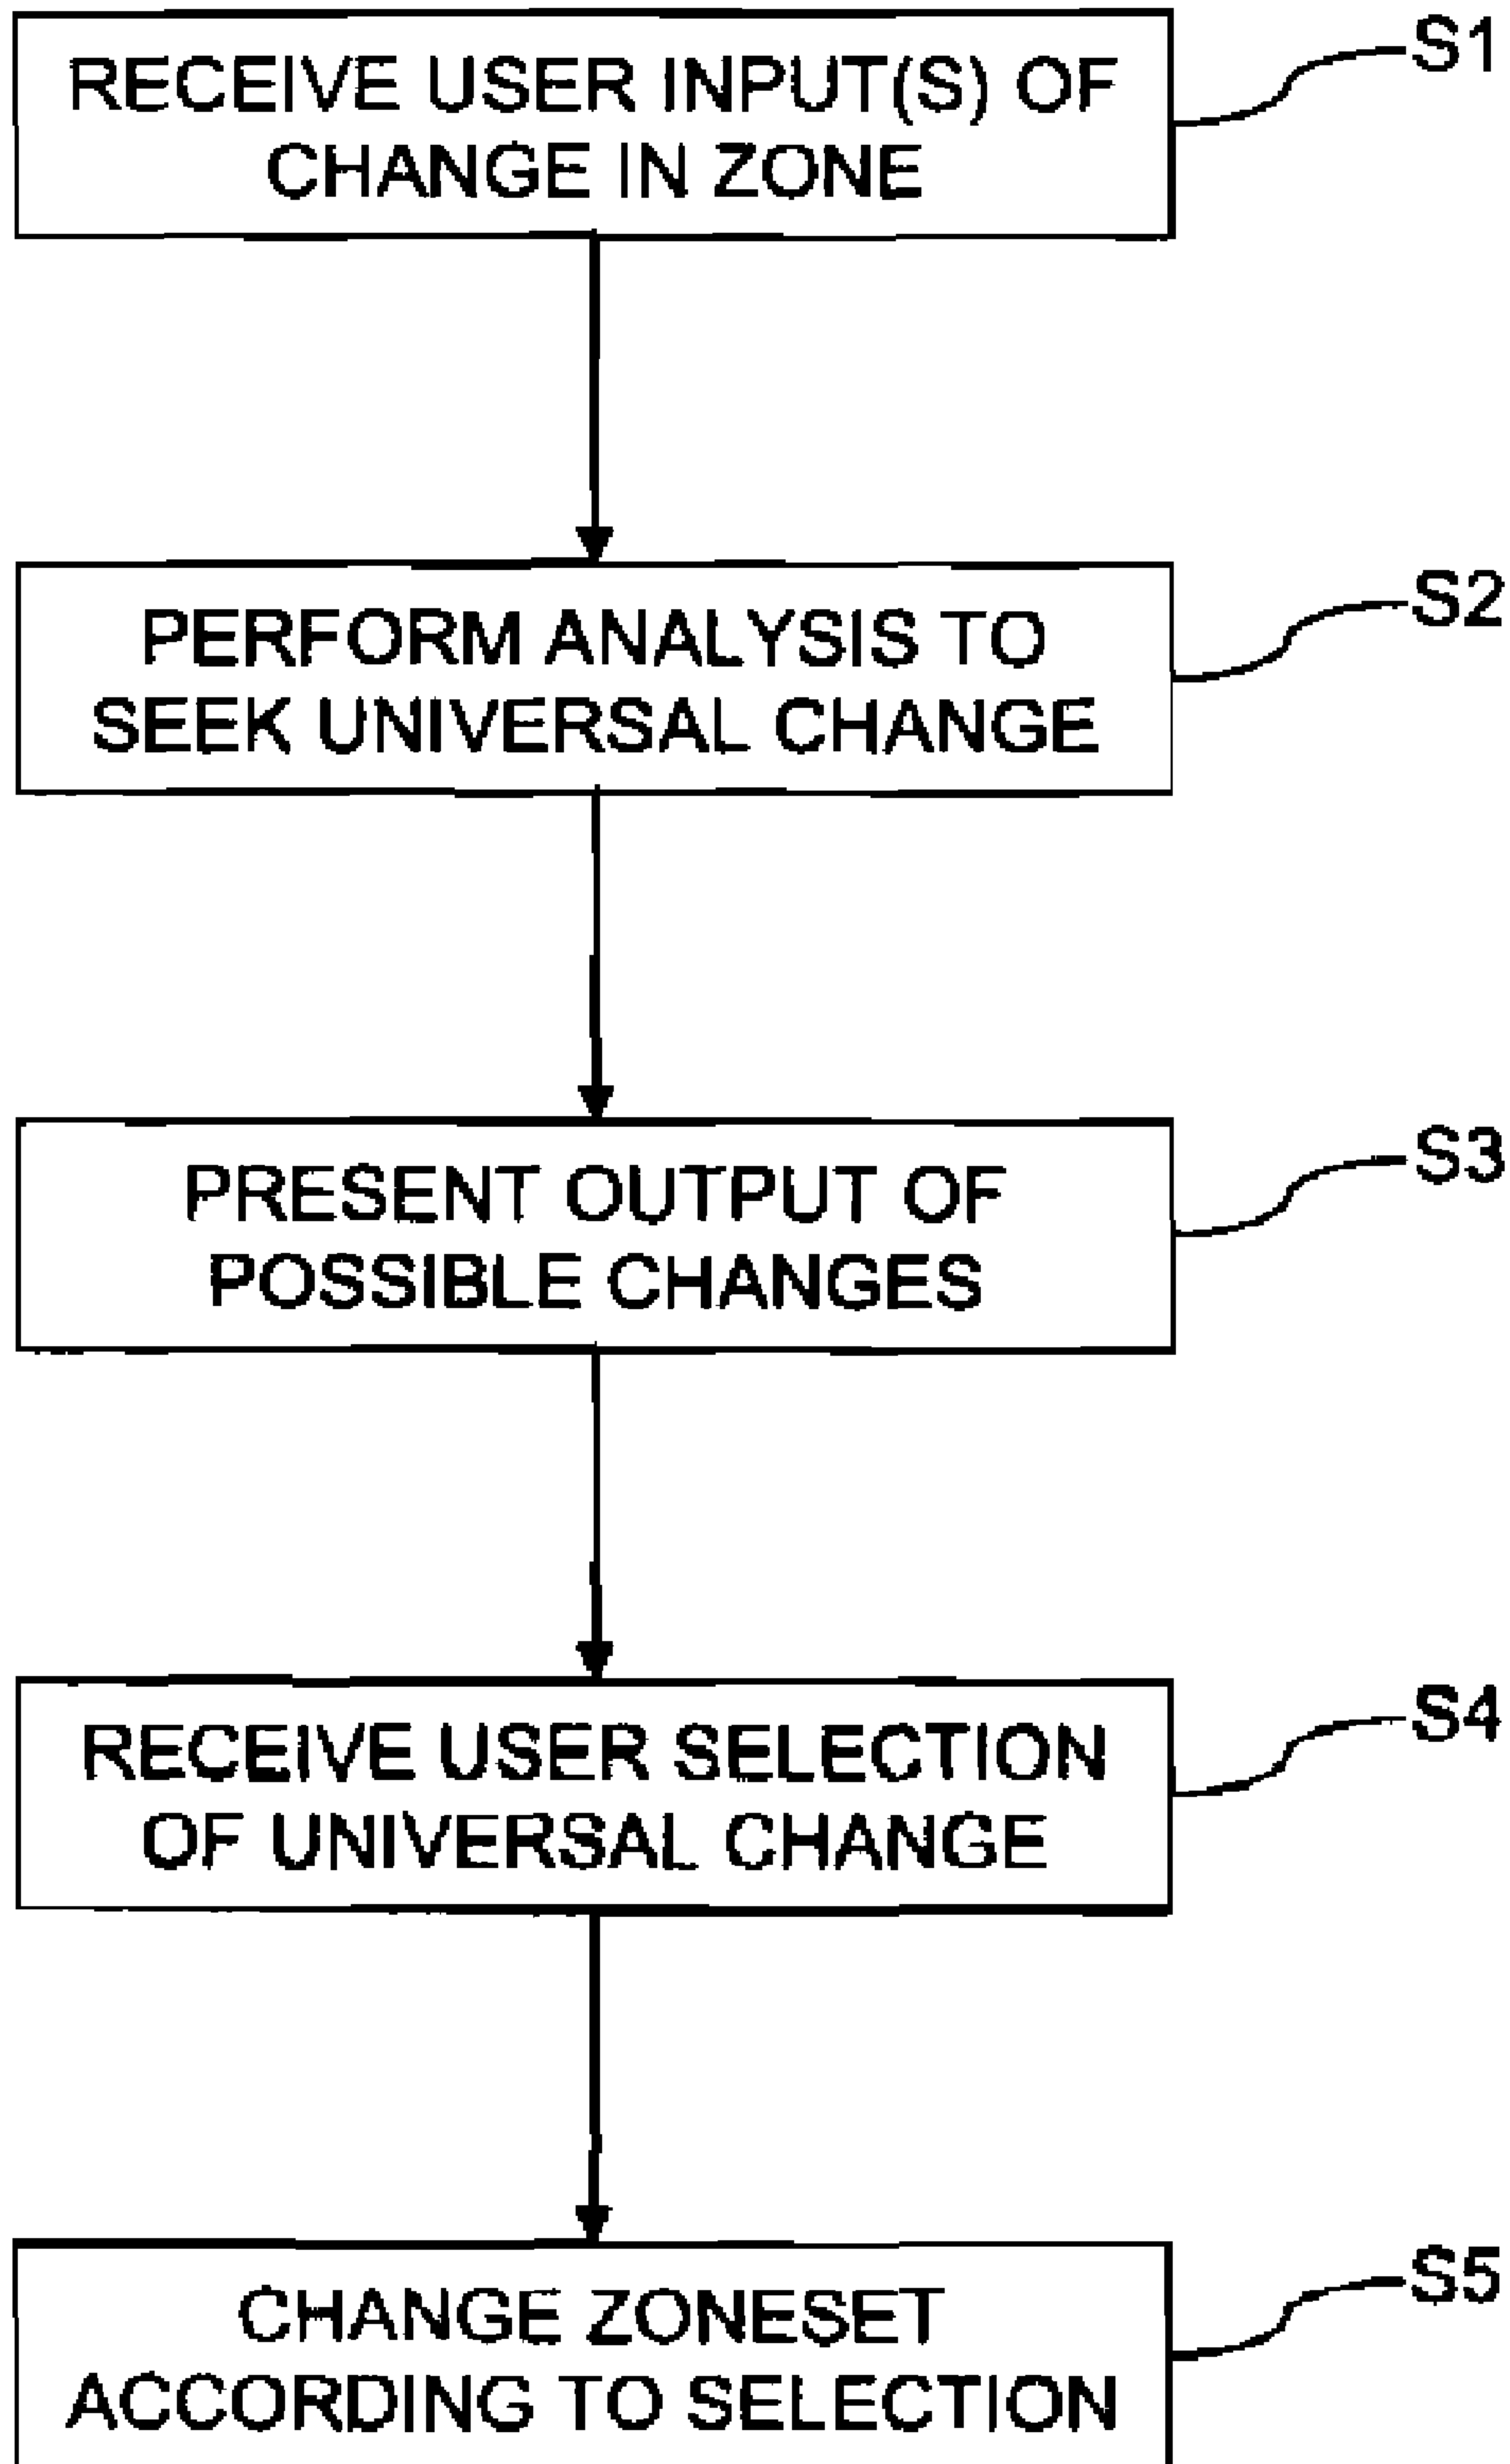 RECEIVE USER INPUT(S) OF
CHANGE IN ZONE
S1
PERFORM ANALYSIS TO
SEEK UNIVERSAL CHANGE
S2
PRESENT OUTPUT OF
POSSIBLE CHANGES
S3
RECEIVE USER SELECTION
OF UNIVERSAL CHANGE
S4
CHANGE ZONESET
ACCORDING TO SELECTION
S5